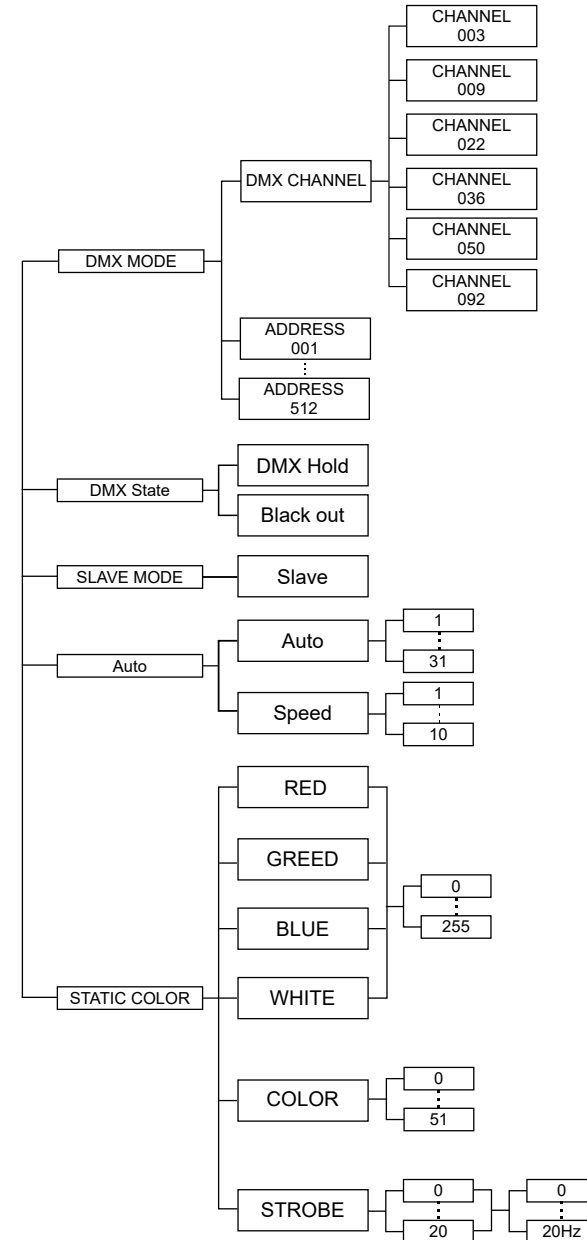 DMX MODE
DMX CHANNEL
CHANNEL
003
CHANNEL
009
CHANNEL
022
CHANNEL
036
CHANNEL
050
CHANNEL
092
ADDRESS
001
ADDRESS
512
DMX State
DMX Hold
Black out
SLAVE MODE
Slave
Auto
Auto
1
31
Speed
1
10
STATIC COLOR
RED
GREED
BLUE
WHITE
0
255
COLOR
0
51
STROBE
0
20
0
20Hz